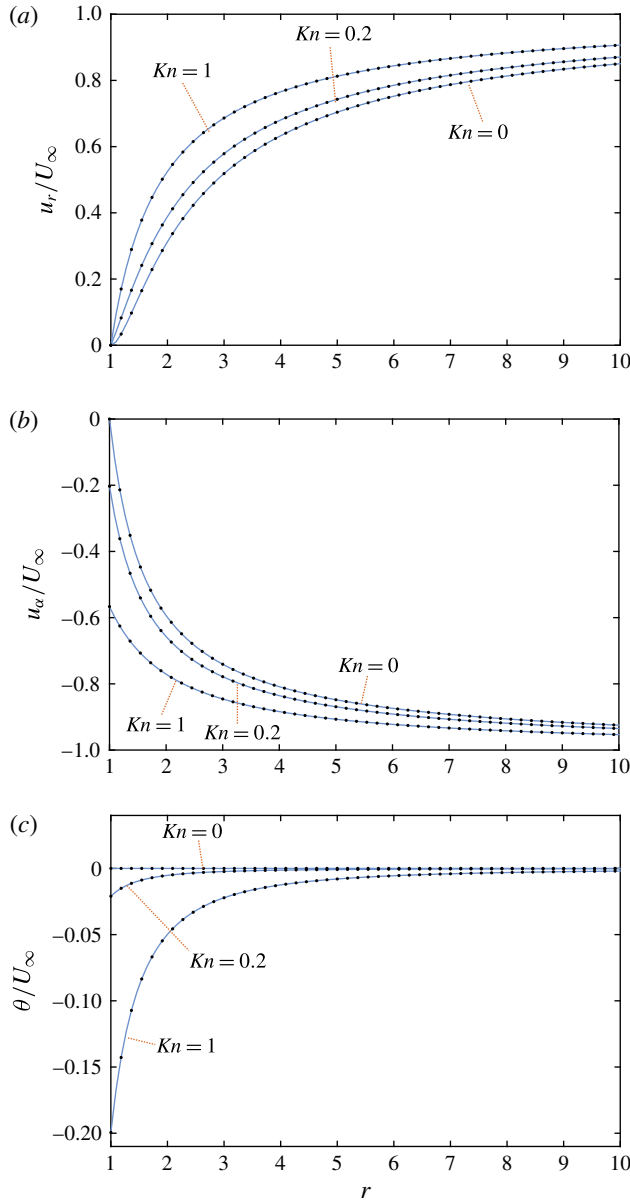 (a)
1.0
0.8
0.6
0.4
0.2
0
u_r/U_∞
Kn = 1
Kn = 0.2
Kn = 0
1 2 3 4 5 6 7 8 9 10
(b)
0
−0.2
−0.4
−0.6
−0.8
−1.0
u_α/U_∞
Kn = 0
Kn = 1
Kn = 0.2
1 2 3 4 5 6 7 8 9 10
(c)
Kn = 0
0
−0.05
−0.10
−0.15
−0.20
θ/U_∞
Kn = 0.2
Kn = 1
1 2 3 4 5 6 7 8 9 10
r